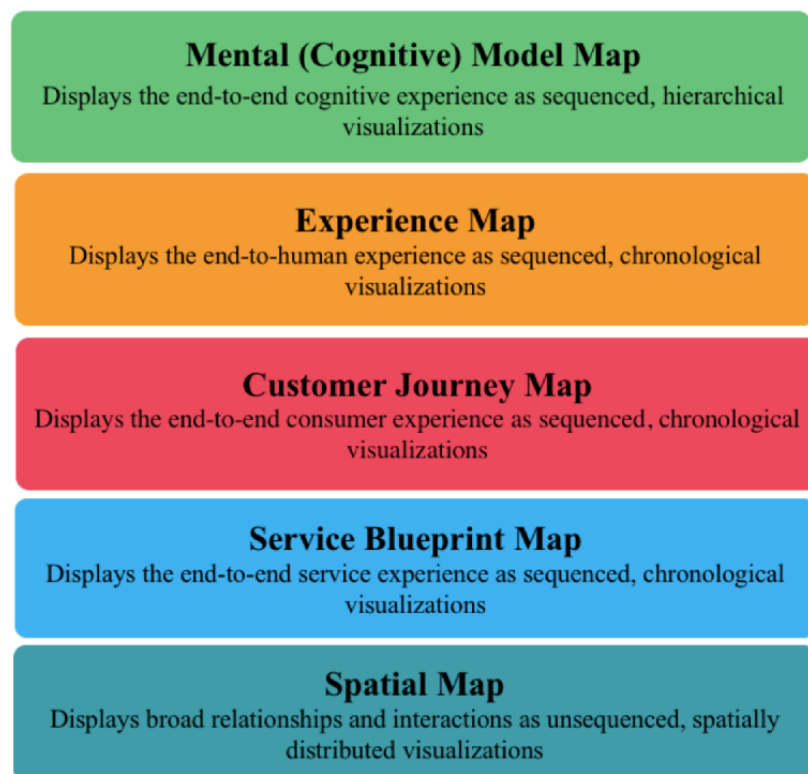 Mental (Cognitive) Model Map
Displays the end-to-end cognitive experience as sequenced, hierarchical
visualizations
Experience Map
Displays the end-to-human experience as sequenced, chronological
visualizations
Customer Journey Map
Displays the end-to-end consumer experience as sequenced, chronological
visualizations
Service Blueprint Map
Displays the end-to-end service experience as sequenced, chronological
visualizations
Spatial Map
Displays broad relationships and interactions as unsequenced, spatially
distributed visualizations